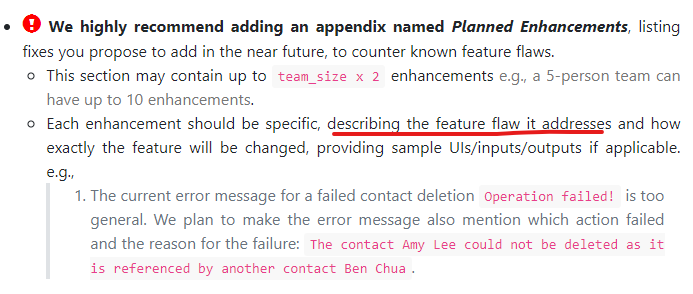 We highly recommend adding an appendix named Planned Enhancements, listing
fixes you propose to add in the near future, to counter known feature flaws.
This section may contain up to team_size x 2 enhancements e.g., a 5-person team can
have up to 10 enhancements.
Each enhancement should be specific, describing the feature flaw it addresses and how
exactly the feature will be changed, providing sample UIs/inputs/outputs if applicable.
e.g.,
1. The current error message for a failed contact deletion Operation failed! is too
general. We plan to make the error message also mention which action failed
and the reason for the failure: The contact Amy Lee could not be deleted as it
is referenced by another contact Ben Chua.